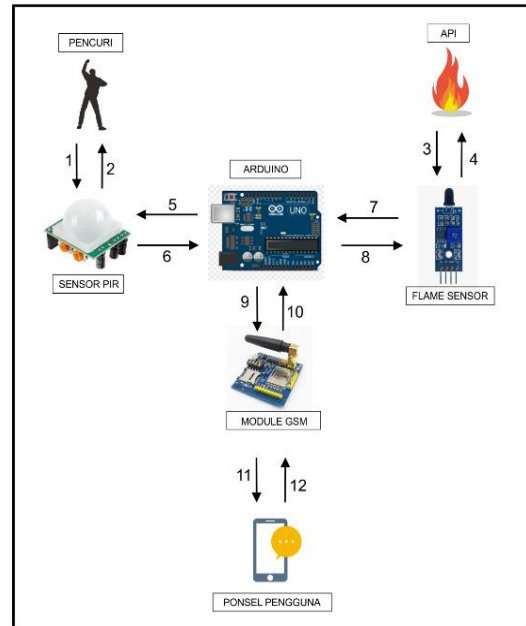 PENCURI
API
1
2
3
4
ARDUINO
UNO
5
6
7
8
SENSOR PIR
FLAME SENSOR
9
10
MODULE GSM
11
12
PONSEL PENGGUNA